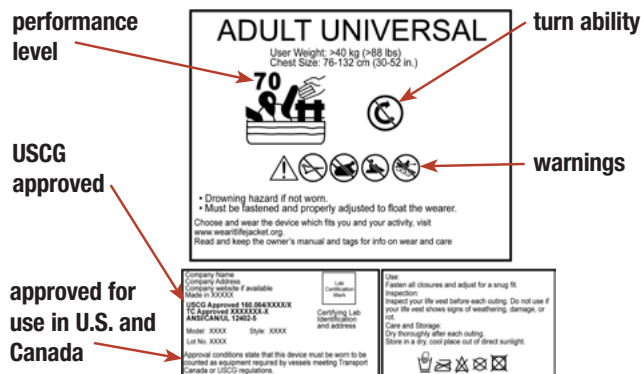 performance
level
ADULT UNIVERSAL
User Weight: >40 kg (>88 lbs)
Chest Size: 76-132 cm (30-52 in.)
70
turn ability
warnings
USCG
approved
• Drowning hazard if not worn.
• Must be fastened and properly adjusted to float the wearer.
Choose and wear the device which fits you and your activity, visit
www.wearitlifejacket.org.
Read and keep the owner's manual and tags for info on wear and care
approved for
use in U.S. and
Canada
Company Name
Company Address
Company website if available
Made in XXXXX
USCG Approved 160.064/XXXX/X
TC Approved XXXXXXX-X
ANSI/CAN/UL 12402-5
Model: XXXX Style: XXXX
Lot No. XXXX
Approval conditions state that this device must be worn to be
counted as equipment required by vessels meeting Transport
Canada or USCG regulations.
Lab
Certification
Mark
Certifying Lab
Identification
and address
Use:
Fasten all closures and adjust for a snug fit.
Inspection:
Inspect your life vest before each outing. Do not use if
your life vest shows signs of weathering, damage, or
rot.
Care and Storage:
Dry thoroughly after each outing.
Store in a dry, cool place out of direct sunlight.